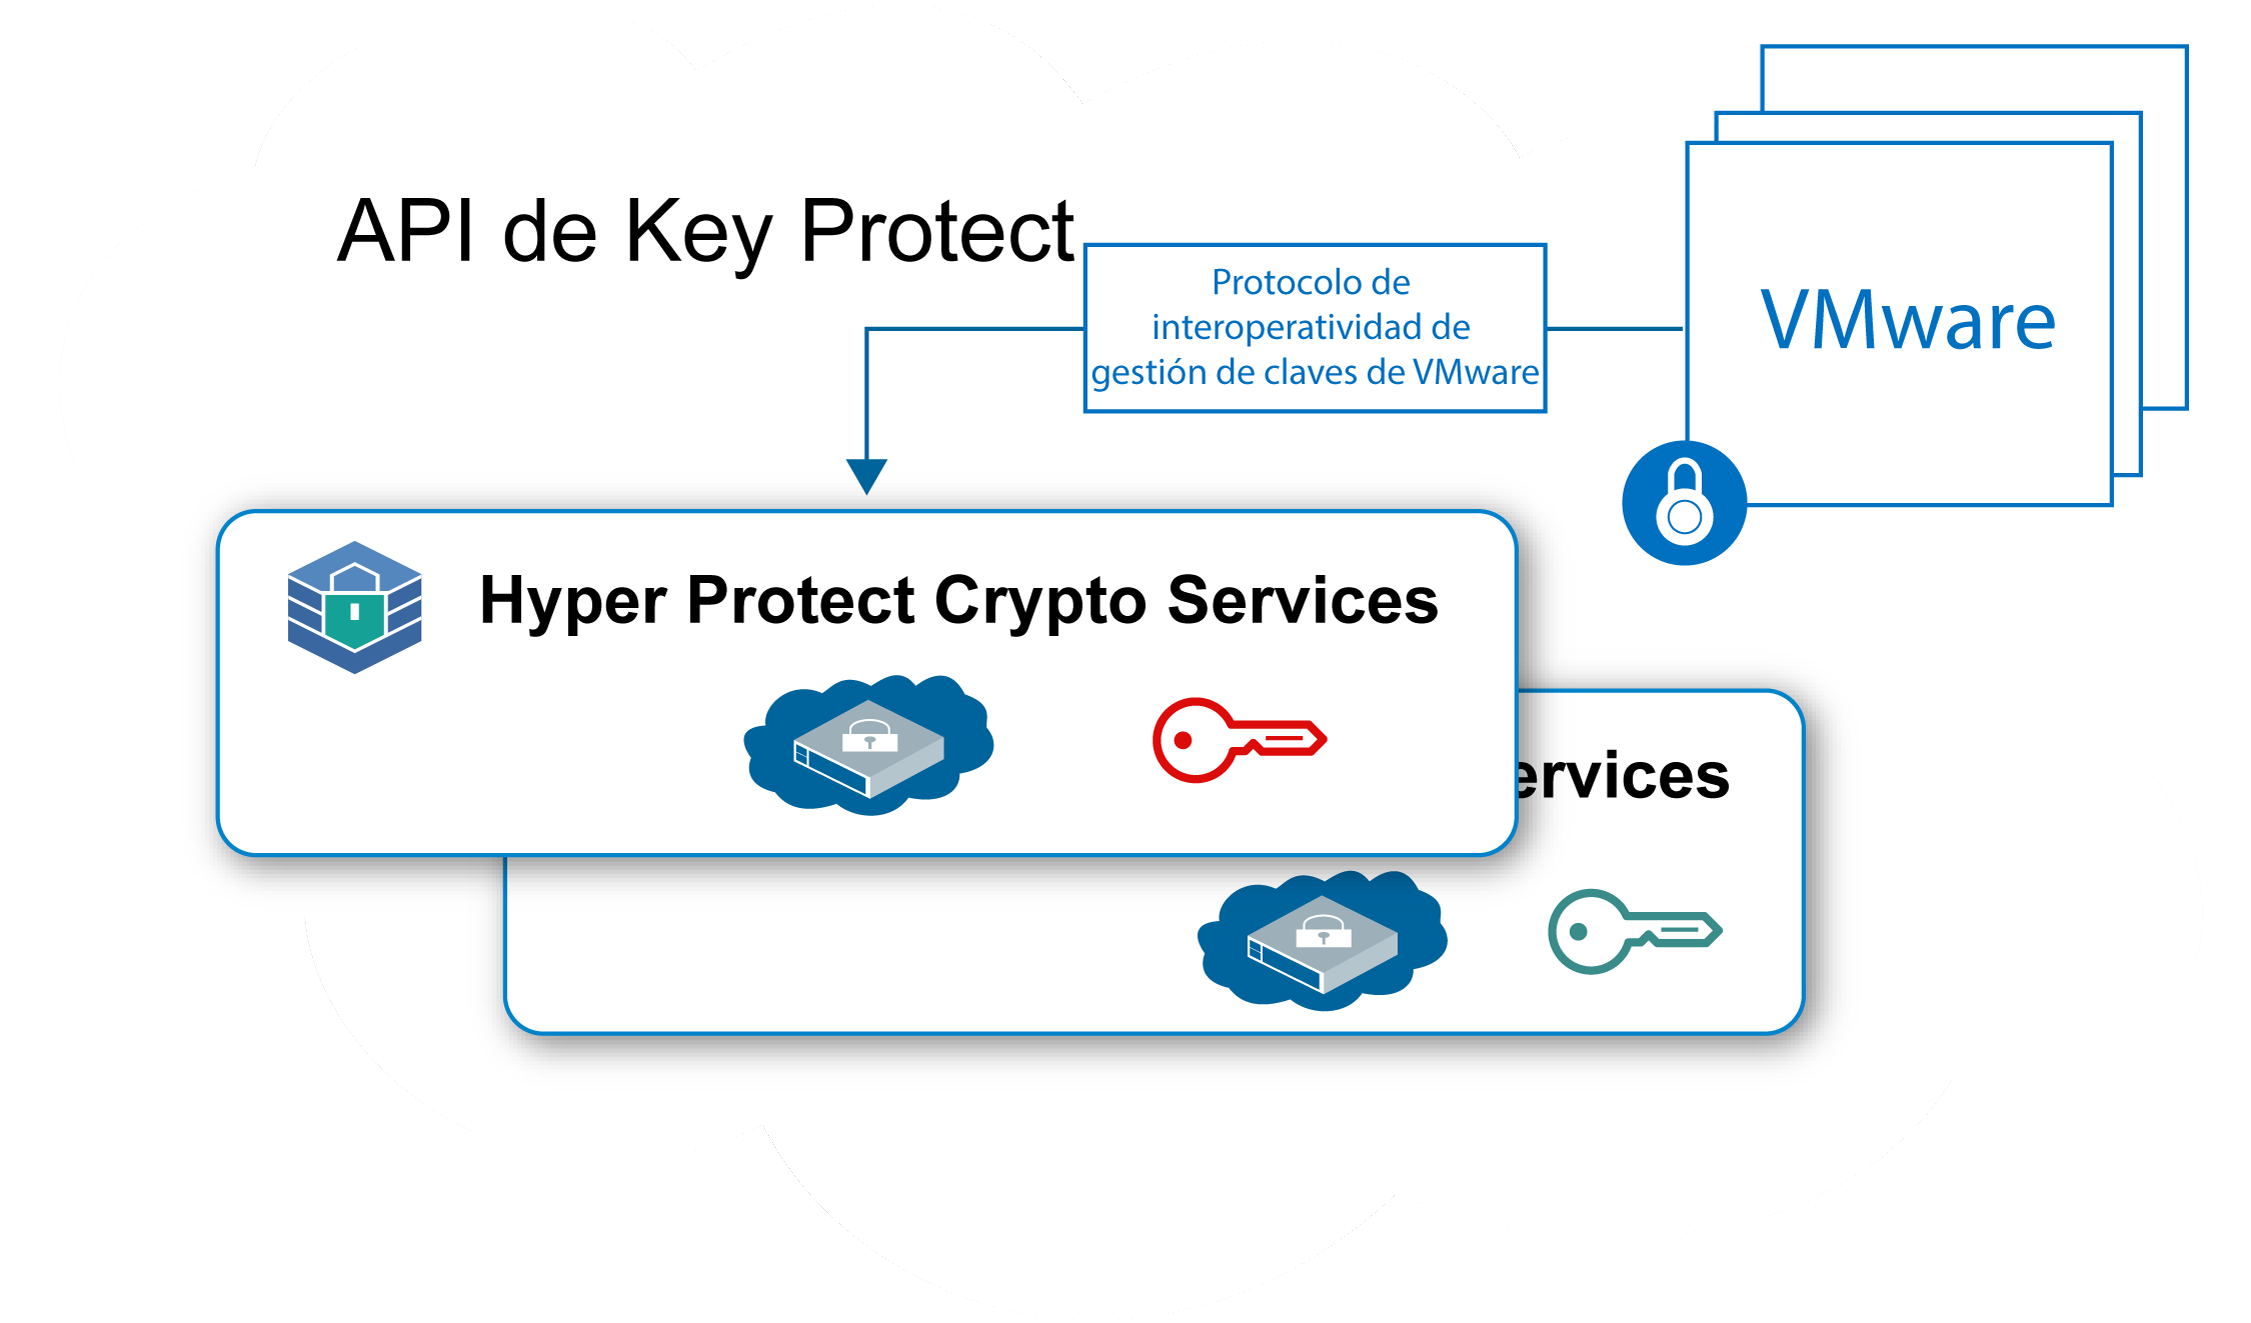 API de Key Protect
Protocolo de
interoperatividad de
gestión de claves de VMware
VMware
Hyper Protect Crypto Services
ervices